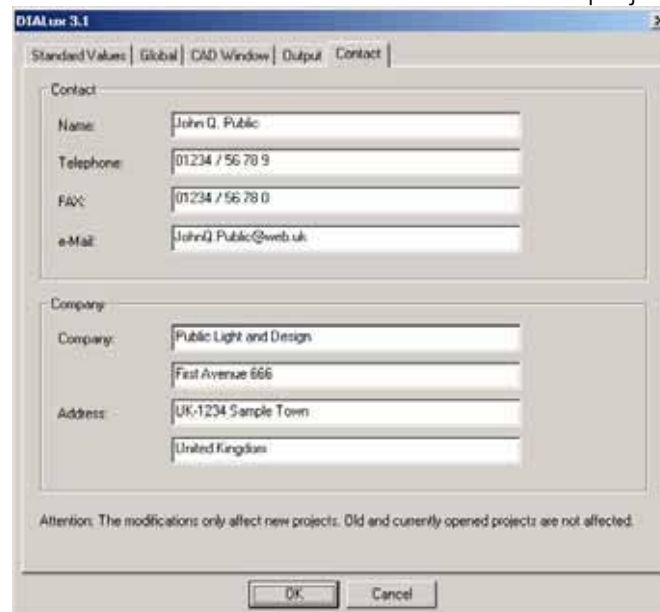 proj
DIALux 3.1
Standard Values Global CAD Window Output Contact
Contact
Name: John Q. Public
Telephone: 01234 / 56 78 9
FAX: 01234 / 56 78 0
e-Mail: JohnQ.Public@web.uk
Company
Company: Public Light and Design
First Avenue 666
Address: UK-1234 Sample Town
United Kingdom
Attention: The modifications only affect new projects. Old and currently opened projects are not affected.
OK Cancel